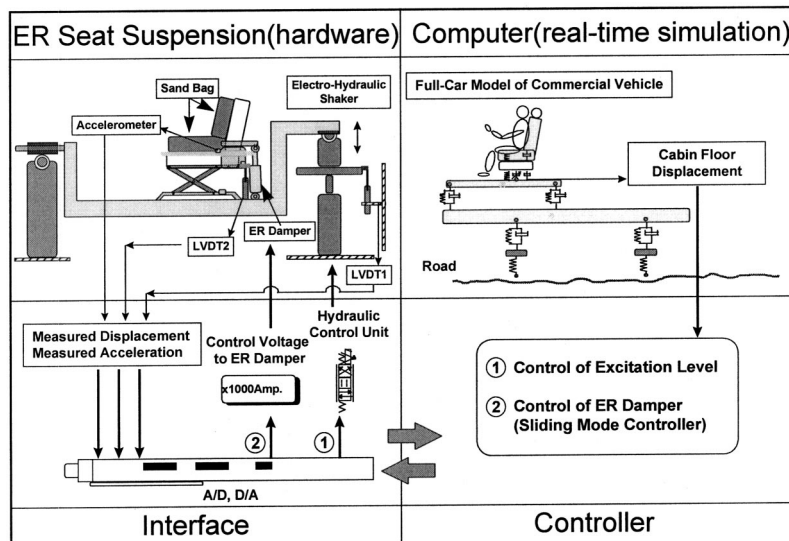 ER Seat Suspension(hardware)
Computer(real-time simulation)
Sand Bag
Electro-Hydraulic
Shaker
Accelerometer
LVDT2
ER Damper
LVDT1
Full-Car Model of Commercial Vehicle
Cabin Floor
Displacement
Road
Measured Displacement
Measured Acceleration
Control Voltage
to ER Damper
x1000Amp.
Hydraulic
Control Unit
2
1
A/D, D/A
1 Control of Excitation Level
2 Control of ER Damper
(Sliding Mode Controller)
Interface
Controller